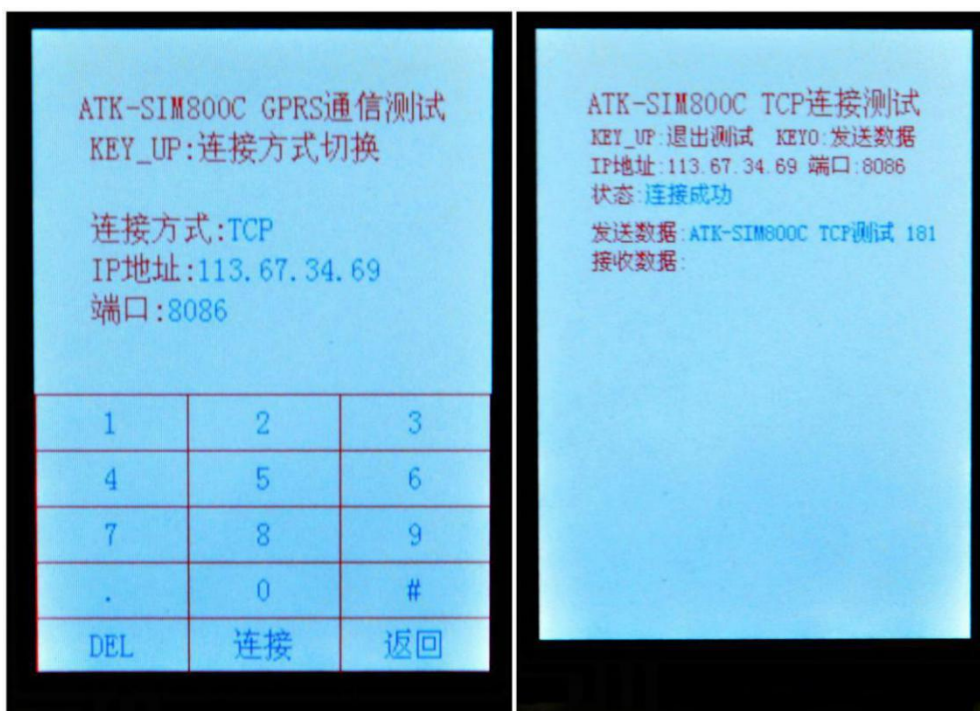 ATK-SIM800C GPRS通信测试
KEY_UP:连接方式切换
连接方式:TCP
IP地址:113.67.34.69
端口:8086
1 2 3
4 5 6
7 8 9
. 0 #
DEL 连接 返回
ATK-SIM800C TCP连接测试
KEY_UP:退出测试 KEY0:发送数据
IP地址:113.67.34.69 端口:8086
状态:连接成功
发送数据:ATK-SIM800C TCP测试 181
接收数据: